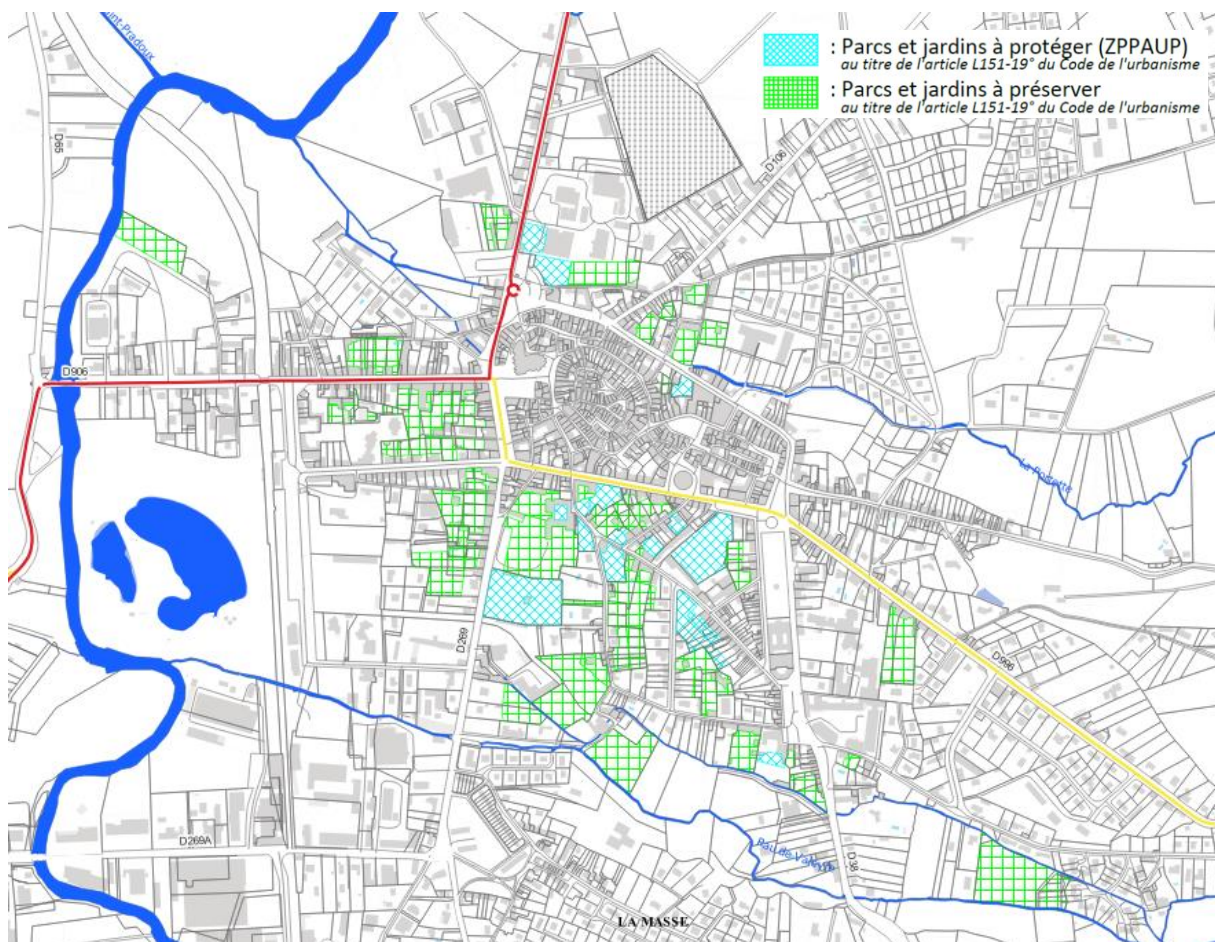 : Parcs et jardins à protéger (ZPPAUP)
au titre de l'article L151-19° du Code de l'urbanisme
: Parcs et jardins à préserver
au titre de l'article L151-19° du Code de l'urbanisme
nt-Pradoux
D65
D106
D906
La
D269
D996
D269A
D38
LA MASSE